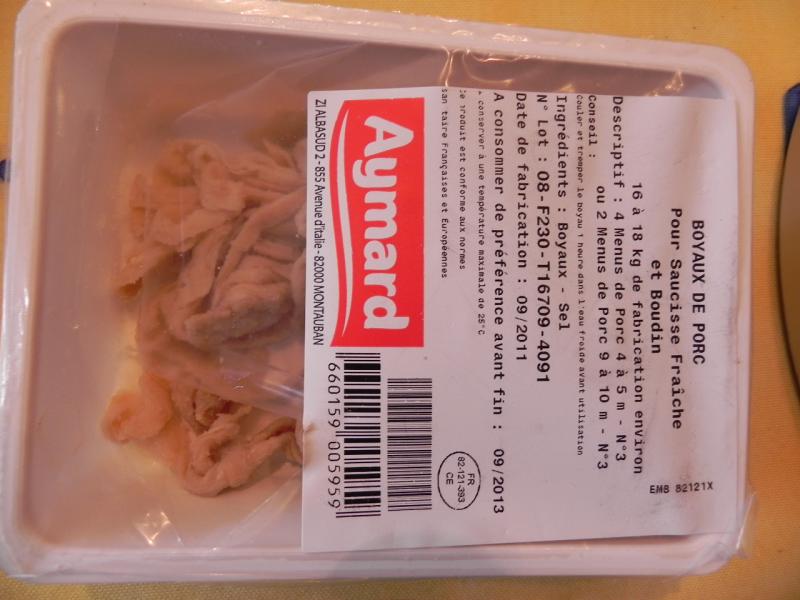 BOYAUX DE PORC
Pour Saucisse Fraîche
et Boudin
16 à 18 kg de fabrication environ
Descriptif : 4 Menus de Porc 4 à 5 m - N°3
ou 2 Menus de Porc 9 à 10 m - N°3
Conseil :
Couler et tremper le boyau 1 heure dans l'eau froide avant utilisation
Ingrédients : Boyaux - Sel
N° Lot : 08-F230-T16709-4091
Date de fabrication : 09/2011
A consommer de préférence avant fin : 09/2013
A conserver à une température maximale de 25°C
Ce produit est conforme aux normes
sanitaire Françaises et Européennes
EMB 82121X
FR
82-121-393
CE
Aymard
ZI ALBASUD 2 - 855 Avenue d'Italie - 82000 MONTAUBAN
660159 005959